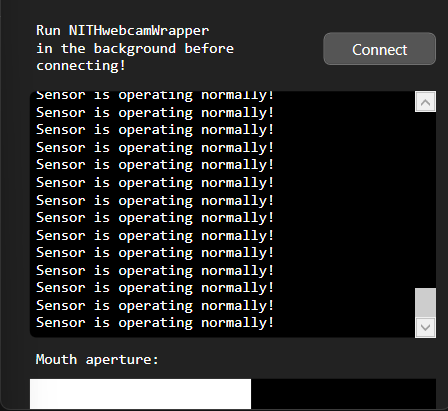 Run NITHwebcamWrapper
in the background before
connecting!
Connect
Sensor is operating normally!
Sensor is operating normally!
Sensor is operating normally!
Sensor is operating normally!
Sensor is operating normally!
Sensor is operating normally!
Sensor is operating normally!
Sensor is operating normally!
Sensor is operating normally!
Sensor is operating normally!
Sensor is operating normally!
Sensor is operating normally!
Sensor is operating normally!
Sensor is operating normally!
Mouth aperture: